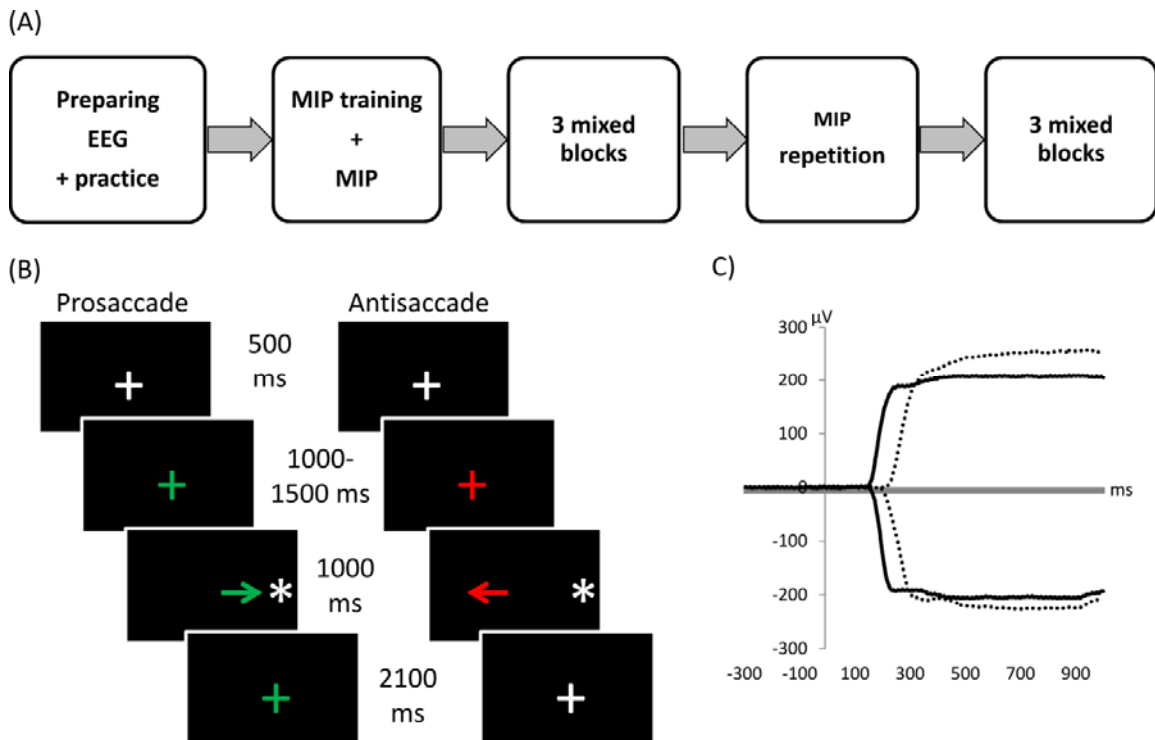 (A)
Preparing
EEG
+ practice
MIP training
+
MIP
3 mixed
blocks
MIP
repetition
3 mixed
blocks
(B)
Prosaccade
Antisaccade
500
ms
1000-
1500 ms
*
1000
ms
*
2100
ms
C)
µV
300
200
100
0
-100
-200
-300
ms
-300 -100 100 300 500 700 900